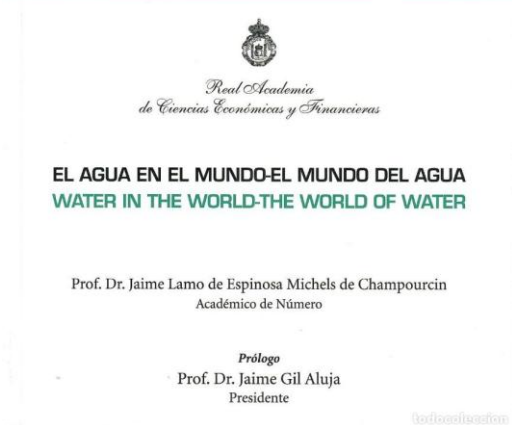 Real Academia
de Ciencias Económicas y Financieras
EL AGUA EN EL MUNDO-EL MUNDO DEL AGUA
WATER IN THE WORLD-THE WORLD OF WATER
Prof. Dr. Jaime Lamo de Espinosa Michels de Champourcin
Académico de Número
Prólogo
Prof. Dr. Jaime Gil Aluja
Presidente
todocoleccion